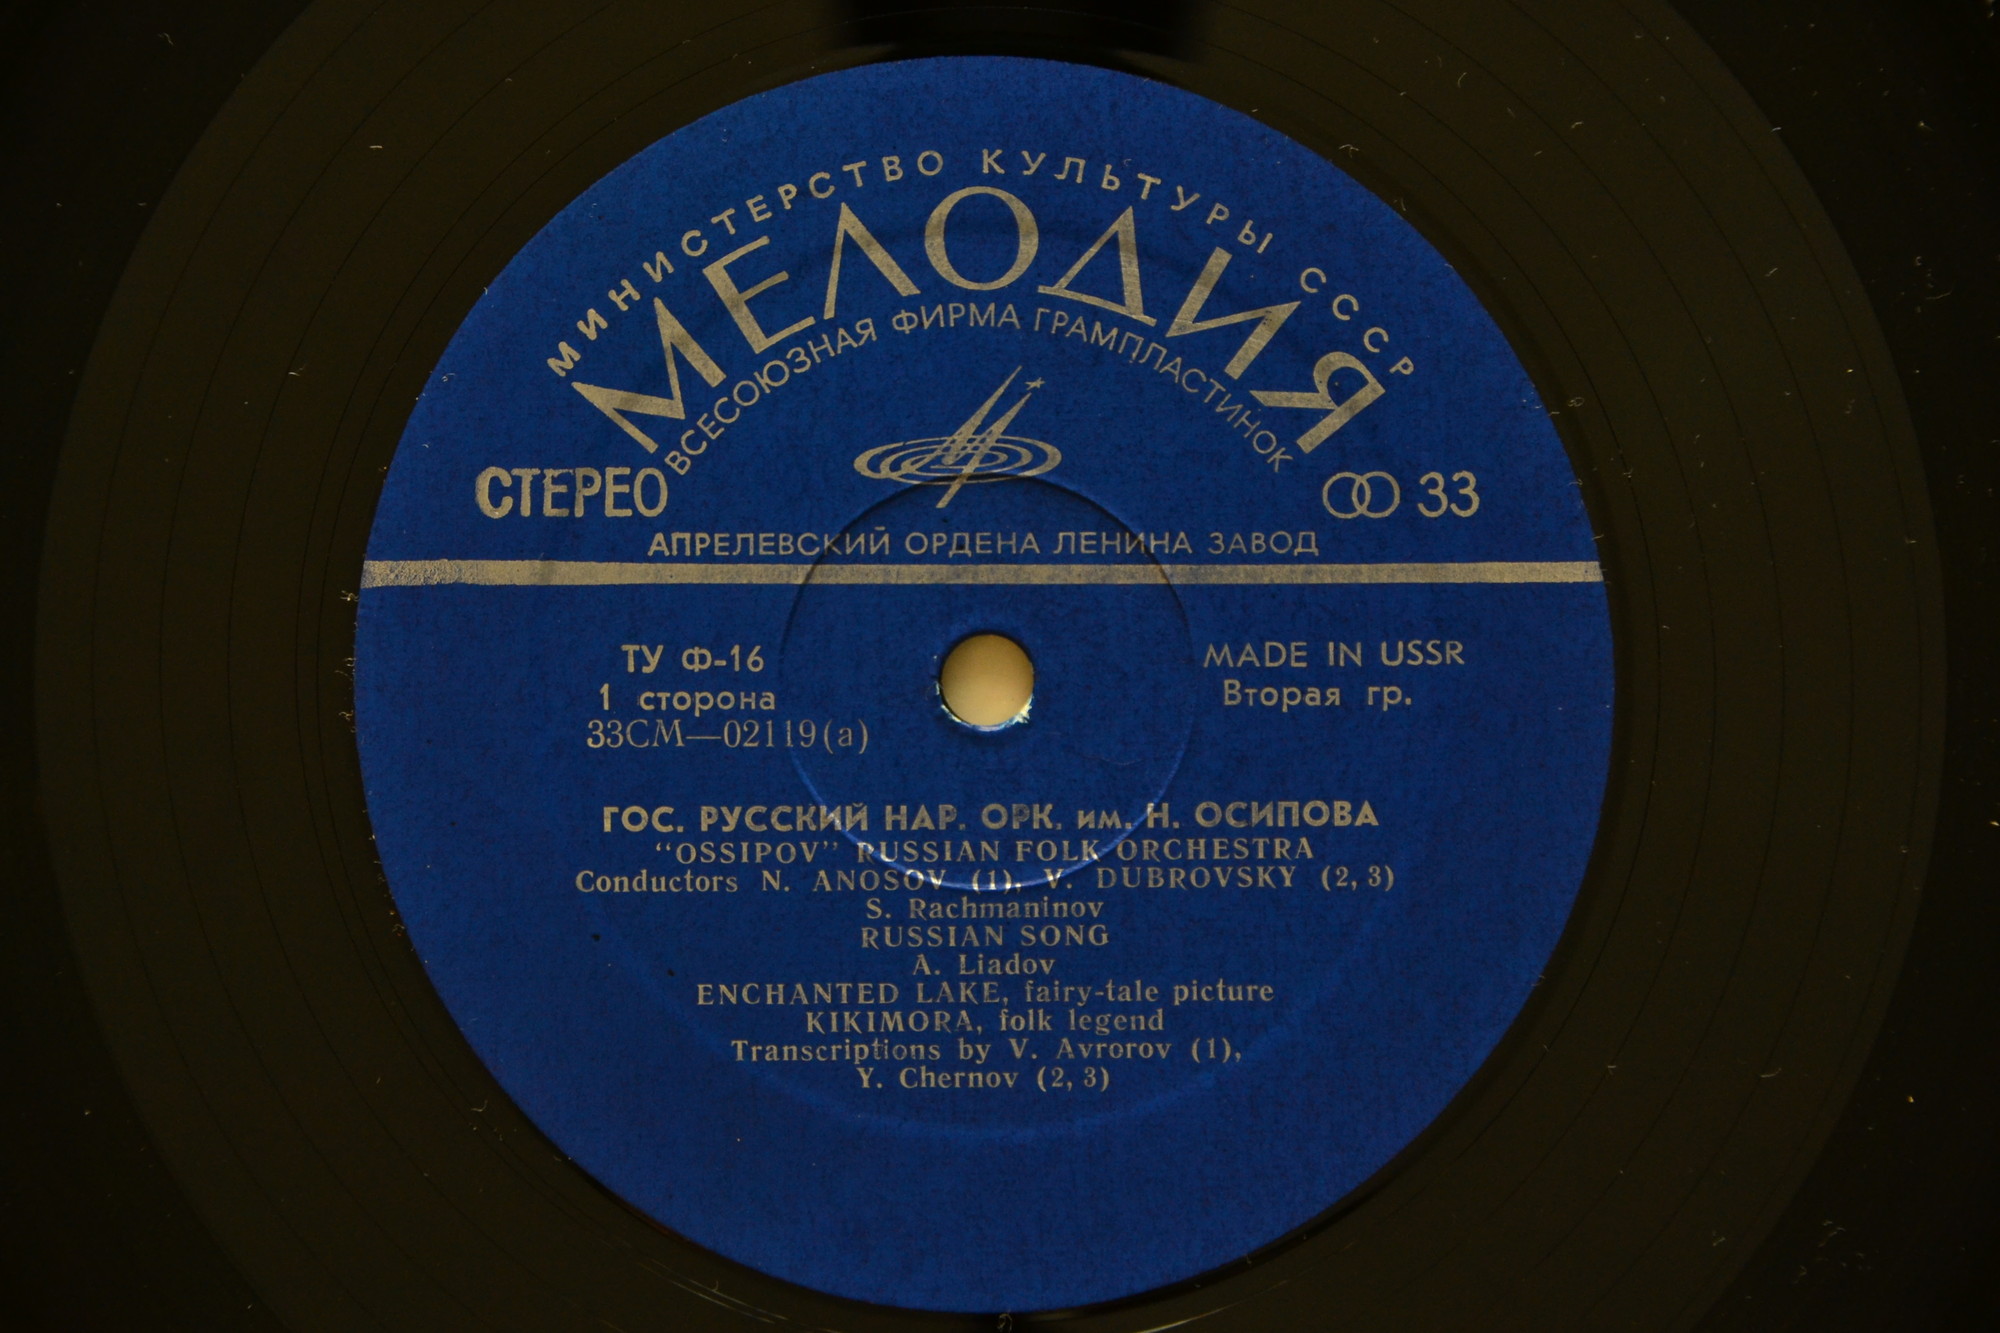 МИНИСТЕРСТВО КУЛЬТУРЫ СССР
МЕЛОДИЯ
ВСЕСОЮЗНАЯ ФИРМА ГРАМПЛАСТИНОК
СТЕРЕО
33
АПРЕЛЕВСКИЙ ОРДЕНА ЛЕНИНА ЗАВОД
ТУ Ф-16
MADE IN USSR
1 сторона
Вторая гр.
33СМ—02119(а)
ГОС. РУССКИЙ НАР. ОРК. им. Н. ОСИПОВА
"OSSIPOV" RUSSIAN FOLK ORCHESTRA
Conductors N. ANOSOV (1), V. DUBROVSKY (2, 3)
S. Rachmaninov
RUSSIAN SONG
A. Liadov
ENCHANTED LAKE, fairy-tale picture
KIKIMORA, folk legend
Transcriptions by V. Avrorov (1),
Y. Chernov (2, 3)